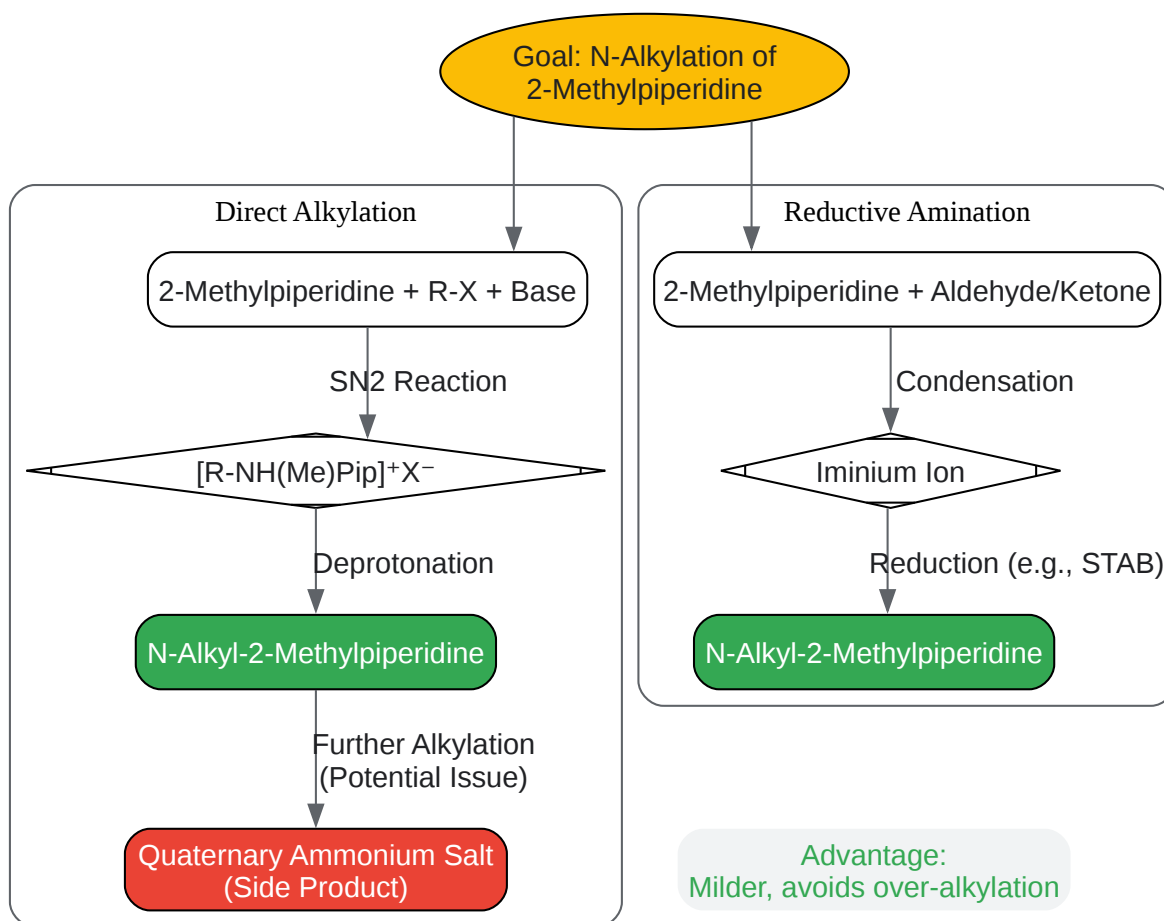 Goal: N-Alkylation of
2-Methylpiperidine
Direct Alkylation
2-Methylpiperidine + R-X + Base
SN2 Reaction
[R-NH(Me)Pip]⁺X⁻
Deprotonation
N-Alkyl-2-Methylpiperidine
Further Alkylation
(Potential Issue)
Quaternary Ammonium Salt
(Side Product)
Reductive Amination
2-Methylpiperidine + Aldehyde/Ketone
Condensation
Iminium Ion
Reduction (e.g., STAB)
N-Alkyl-2-Methylpiperidine
Advantage:
Milder, avoids over-alkylation